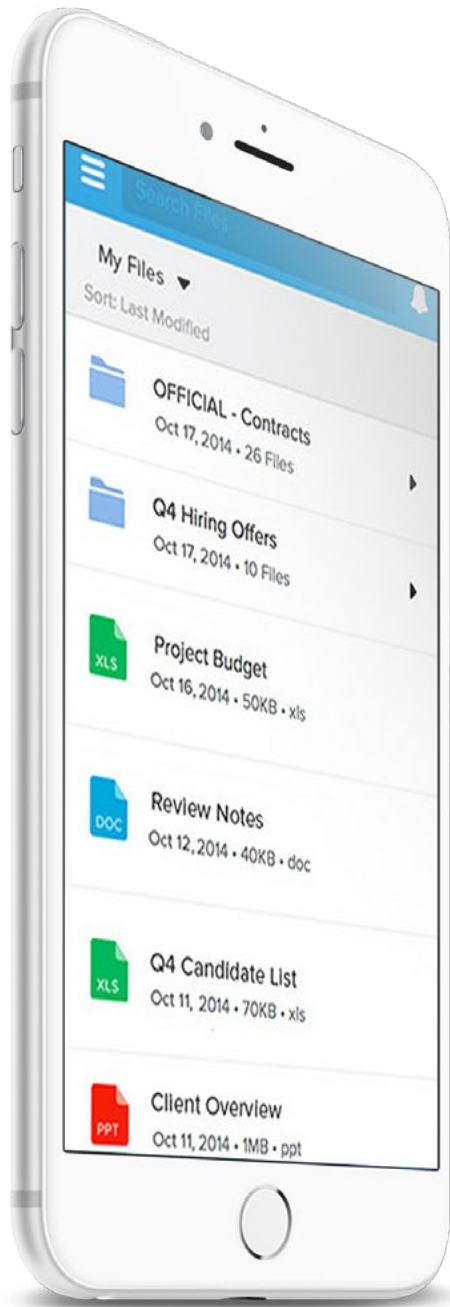 Search Files
My Files
Sort: Last Modified
OFFICIAL - Contracts
Oct 17, 2014 • 26 Files
Q4 Hiring Offers
Oct 17, 2014 • 10 Files
XLS
Project Budget
Oct 16, 2014 • 50KB • xls
DOC
Review Notes
Oct 12, 2014 • 40KB • doc
XLS
Q4 Candidate List
Oct 11, 2014 • 70KB • xls
PPT
Client Overview
Oct 11, 2014 • 1MB • ppt